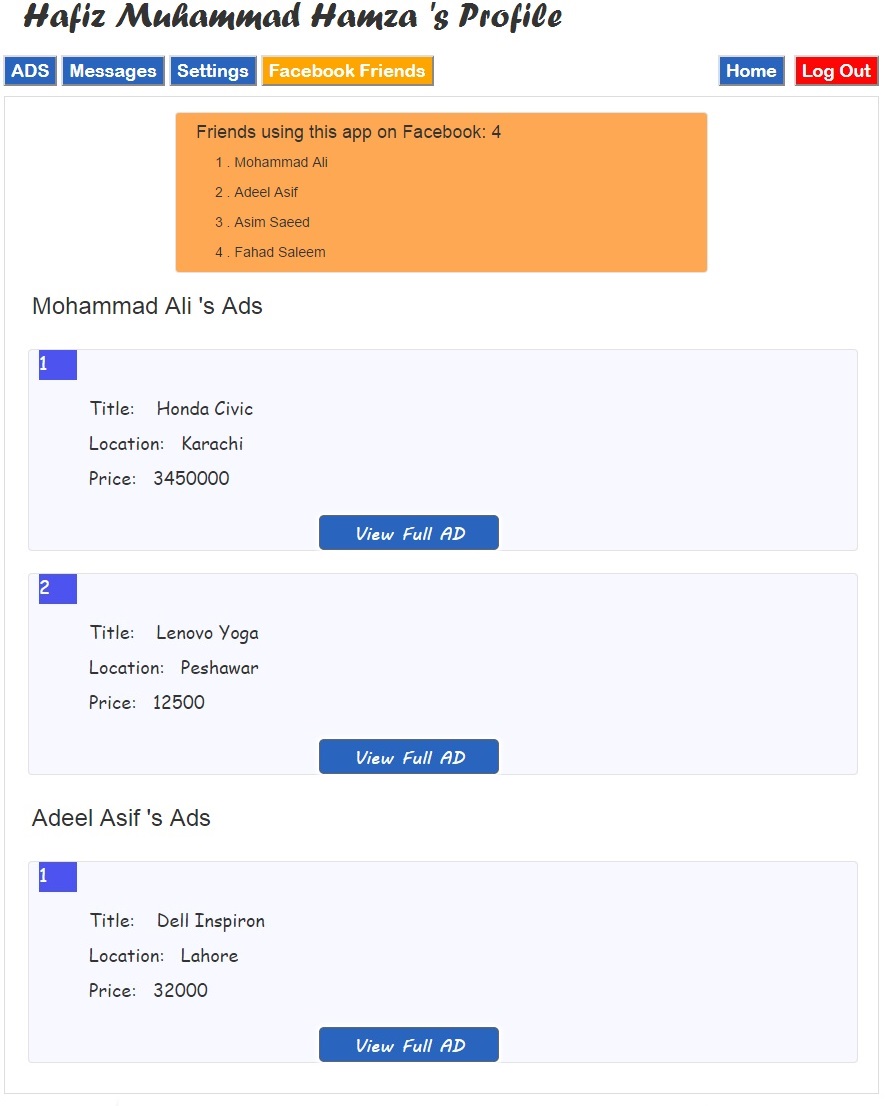 Hafiz Muhammad Hamza 's Profile
ADS Messages Settings Facebook Friends Home Log Out
Friends using this app on Facebook: 4
1 . Mohammad Ali
2 . Adeel Asif
3 . Asim Saeed
4 . Fahad Saleem
Mohammad Ali 's Ads
1
Title: Honda Civic
Location: Karachi
Price: 3450000
View Full AD
2
Title: Lenovo Yoga
Location: Peshawar
Price: 12500
View Full AD
Adeel Asif 's Ads
1
Title: Dell Inspiron
Location: Lahore
Price: 32000
View Full AD